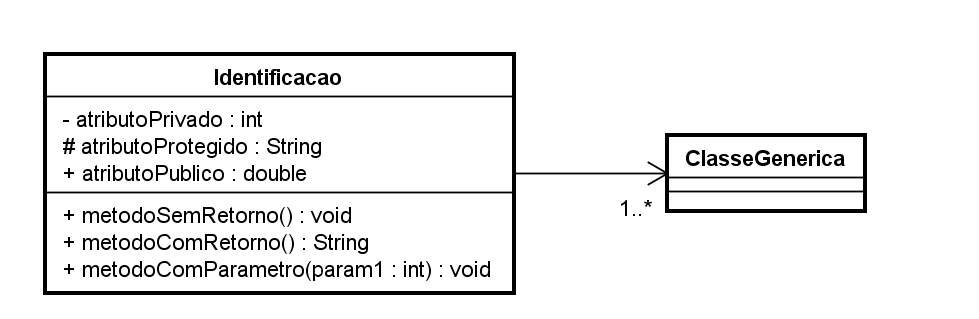 Identificacao
- atributoPrivado : int
# atributoProtegido : String
+ atributoPublico : double
+ metodoSemRetorno() : void
+ metodoComRetorno() : String
+ metodoComParametro(param1 : int) : void
ClasseGenerica
1..*